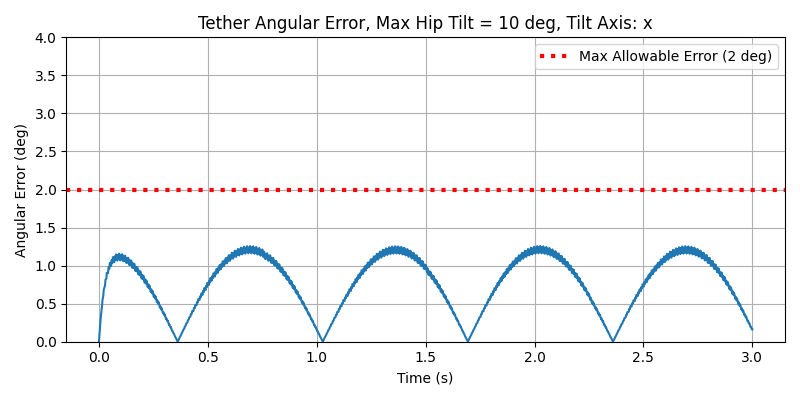 Tether Angular Error, Max Hip Tilt = 10 deg, Tilt Axis: x
Max Allowable Error (2 deg)
Angular Error (deg)
4.0
3.5
3.0
2.5
2.0
1.5
1.0
0.5
0.0
0.0 0.5 1.0 1.5 2.0 2.5 3.0
Time (s)